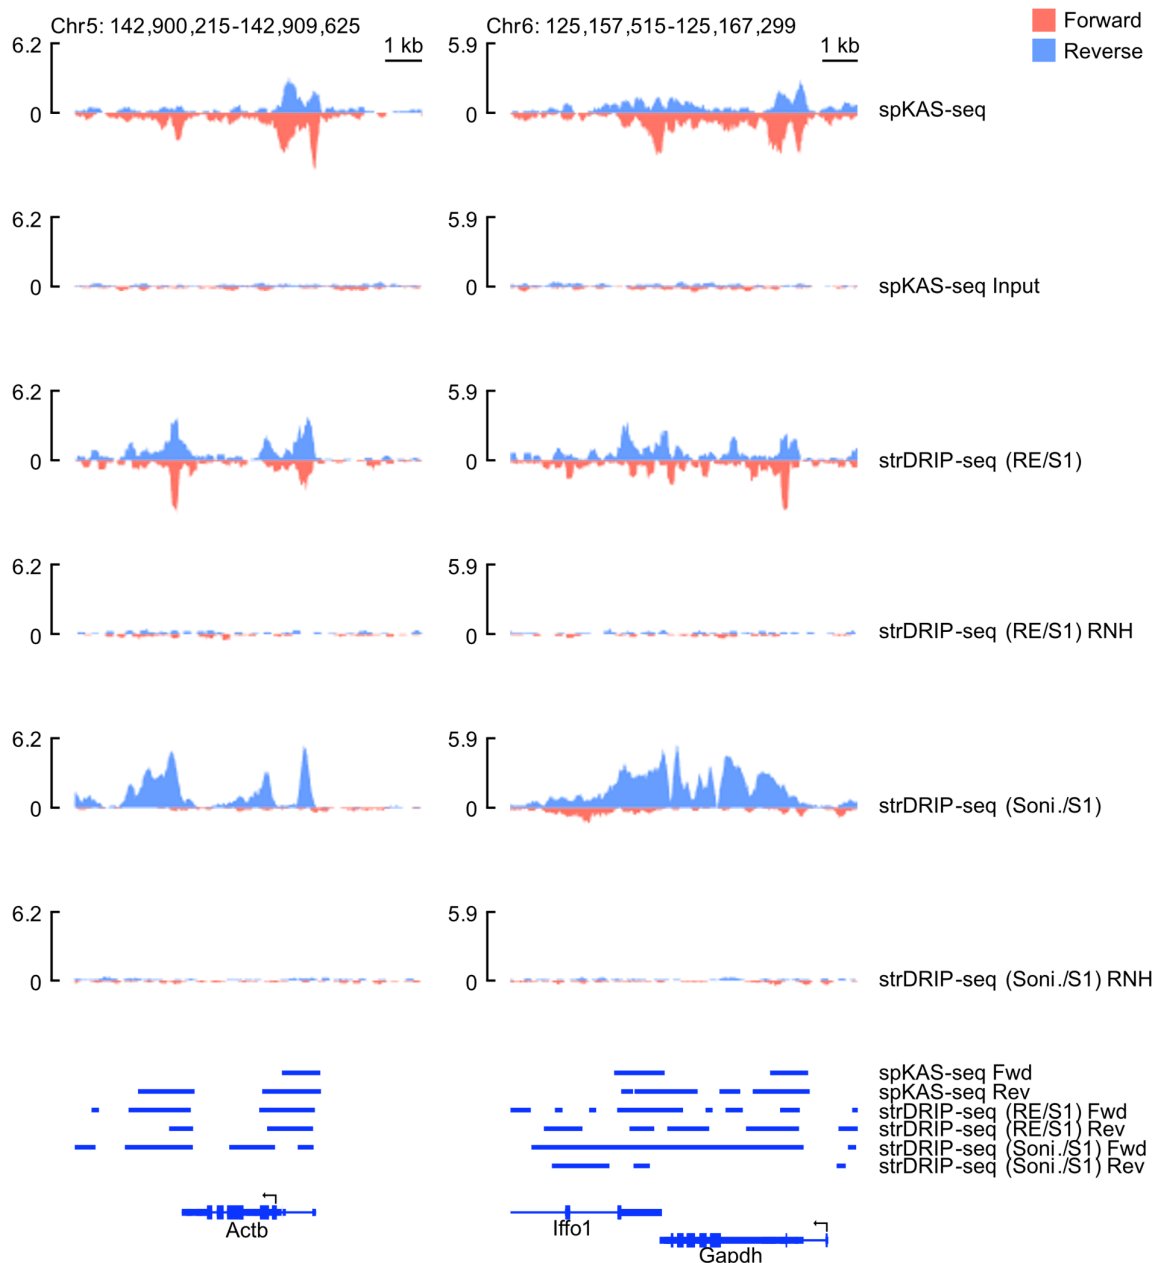 Chr5: 142,900,215-142,909,625
Chr6: 125,157,515-125,167,299
Forward
Reverse
6.2
1 kb
5.9
1 kb
0
0
spKAS-seq
6.2
5.9
0
0
spKAS-seq Input
6.2
5.9
0
0
strDRIP-seq (RE/S1)
6.2
5.9
0
0
strDRIP-seq (RE/S1) RNH
6.2
5.9
0
0
strDRIP-seq (Soni./S1)
6.2
5.9
0
0
strDRIP-seq (Soni./S1) RNH
spKAS-seq Fwd
spKAS-seq Rev
strDRIP-seq (RE/S1) Fwd
strDRIP-seq (RE/S1) Rev
strDRIP-seq (Soni./S1) Fwd
strDRIP-seq (Soni./S1) Rev
Actb
Iffo1
Gapdh